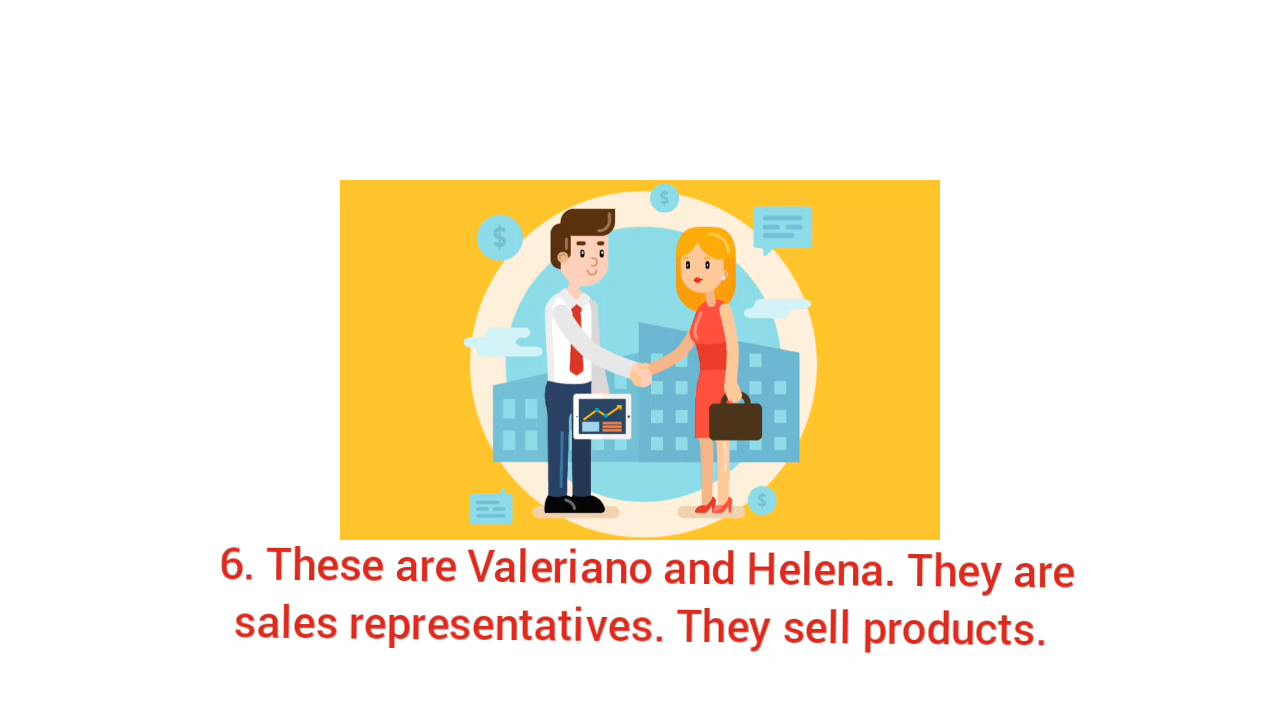 $
$
$
6. These are Valeriano and Helena. They are
sales representatives. They sell products.